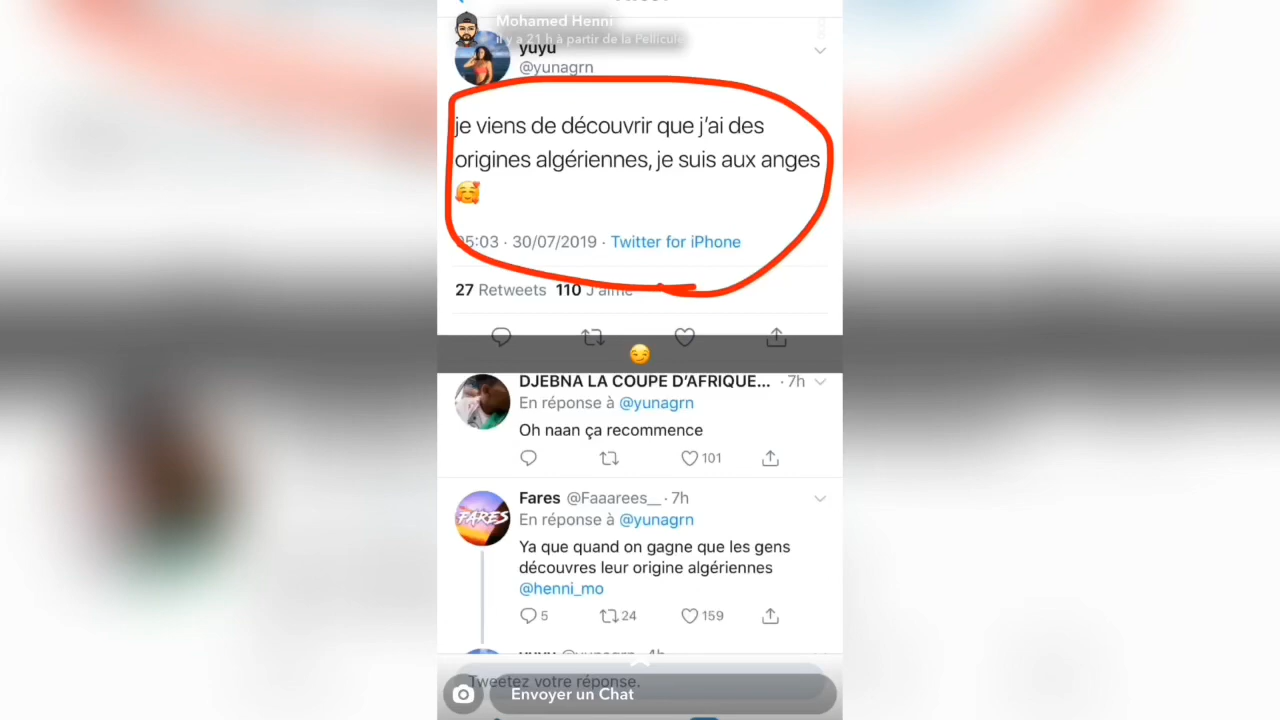 Mohamed Henni
il y a 21 h à partir de la Pellicule
yuyu
@yunagrn
je viens de découvrir que j'ai des
origines algériennes, je suis aux anges
🥰
05:03 · 30/07/2019 · Twitter for iPhone
27 Retweets 110 J'aime
😏
DJEBNA LA COUPE D'AFRIQUE... · 7h
En réponse à @yunagrn
Oh naan ça recommence
101
FARES
Fares @Faaarees__ · 7h
En réponse à @yunagrn
Ya que quand on gagne que les gens
découvres leur origine algériennes
@henni_mo
5 24 159
yuyu @yunagrn · 4h
Tweetez votre réponse.
Envoyer un Chat